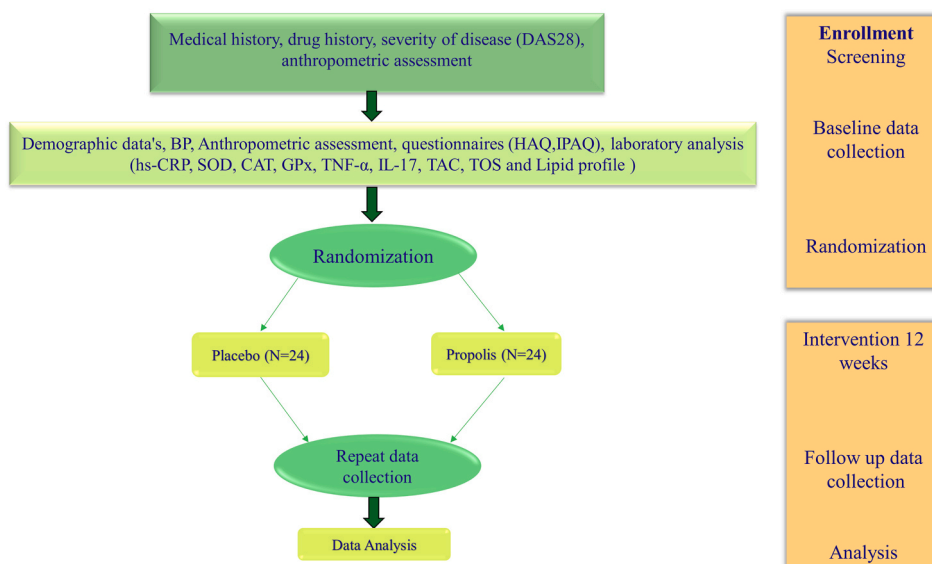 Medical history, drug history, severity of disease (DAS28),
anthropometric assessment
Demographic data's, BP, Anthropometric assessment, questionnaires (HAQ,IPAQ), laboratory analysis
(hs-CRP, SOD, CAT, GPx, TNF-α, IL-17, TAC, TOS and Lipid profile )
Randomization
Placebo (N=24)
Propolis (N=24)
Repeat data
collection
Data Analysis
Enrollment
Screening
Baseline data
collection
Randomization
Intervention 12
weeks
Follow up data
collection
Analysis